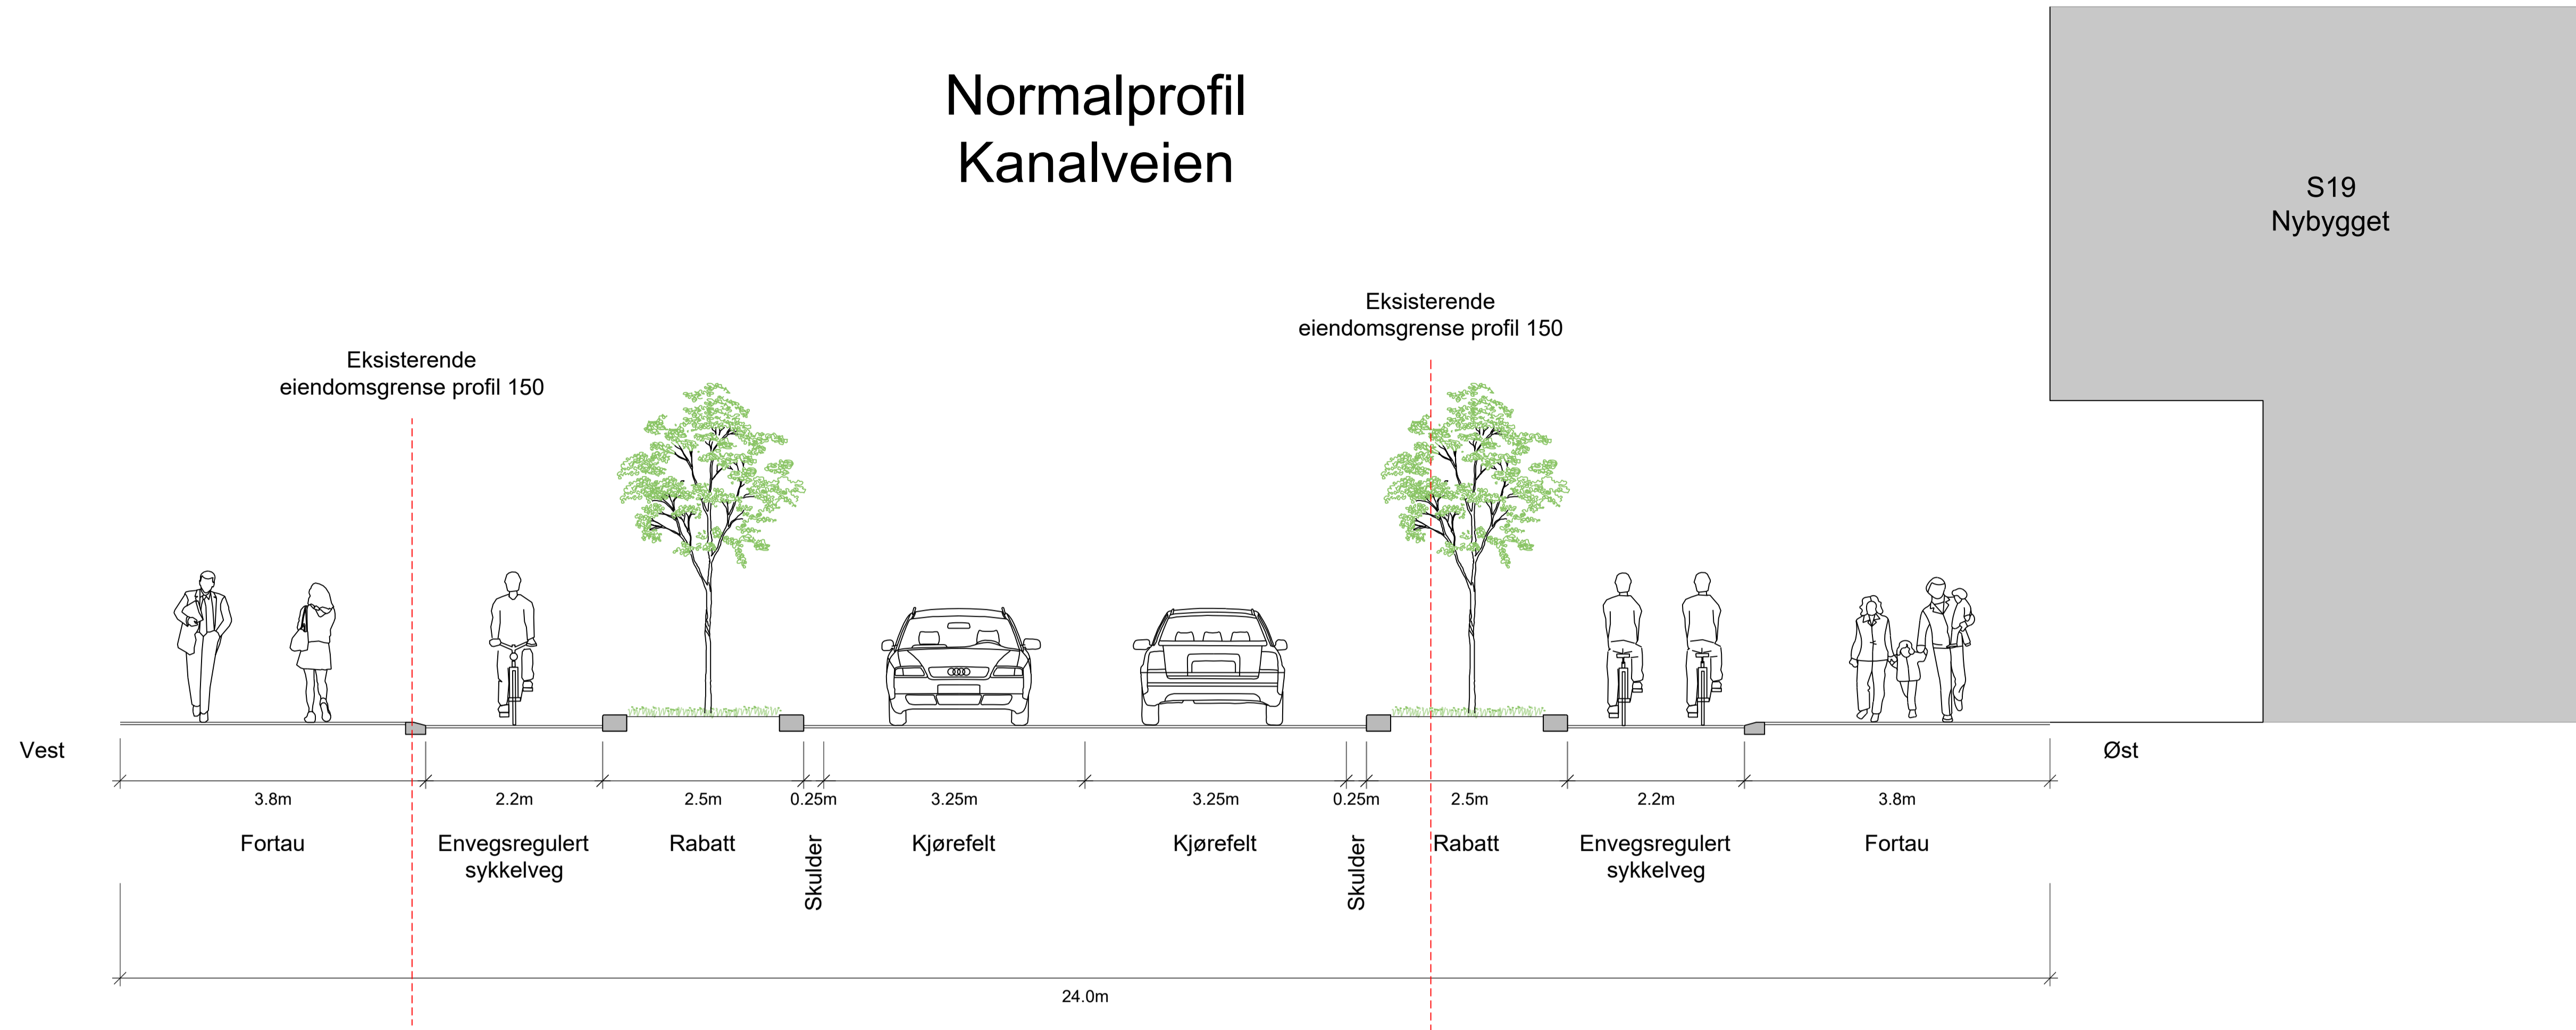 Normalprofil
Kanalveien
S19
Nybygget
Eksisterende
eiendomsgrense profil 150
Eksisterende
eiendomsgrense profil 150
Vest
Øst
3.8m
2.2m
2.5m
0.25m
3.25m
3.25m
0.25m
2.5m
2.2m
3.8m
Fortau
Envegsregulert
sykkelveg
Rabatt
Skulder
Kjørefelt
Kjørefelt
Skulder
Rabatt
Envegsregulert
sykkelveg
Fortau
24.0m